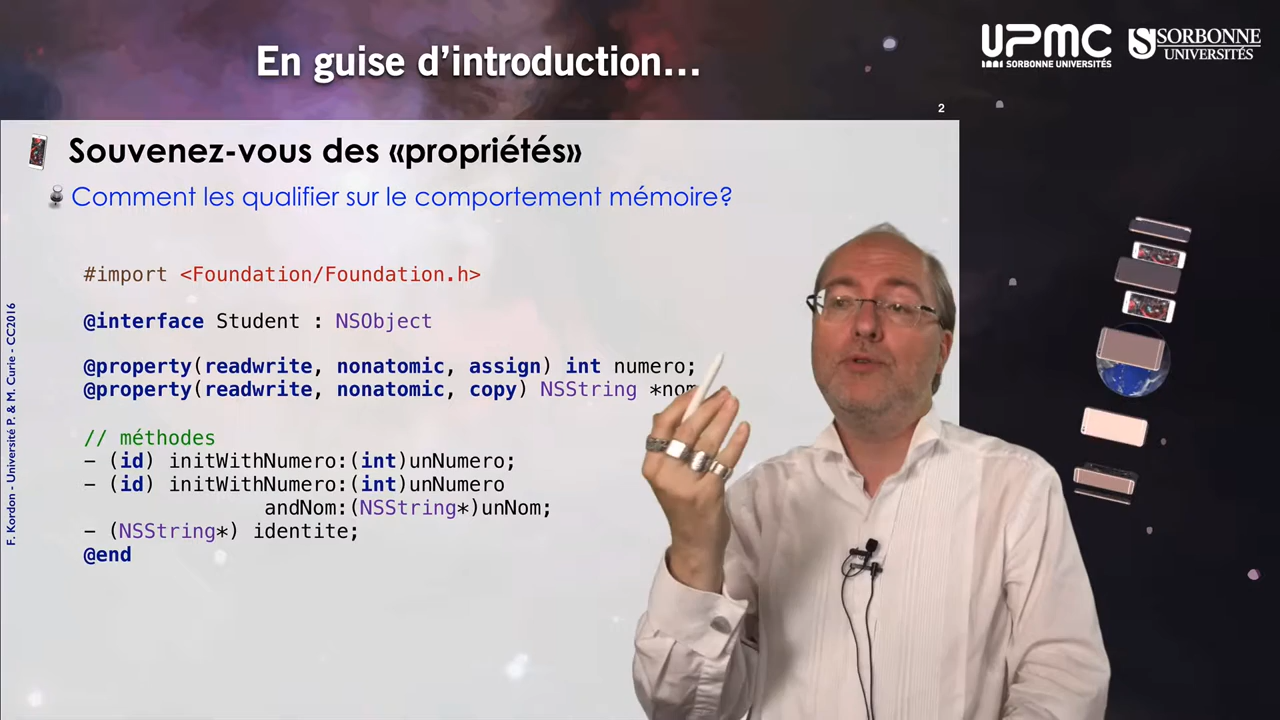 En guise d'introduction...
UPMC
SORBONNE UNIVERSITÉS
SORBONNE
UNIVERSITÉS
2
Souvenez-vous des «propriétés»
Comment les qualifier sur le comportement mémoire?
#import <Foundation/Foundation.h>
@interface Student : NSObject
@property(readwrite, nonatomic, assign) int numero;
@property(readwrite, nonatomic, copy) NSString *nom
// méthodes
– (id) initWithNumero:(int)unNumero;
– (id) initWithNumero:(int)unNumero
andNom:(NSString*)unNom;
– (NSString*) identite;
@end
F. Kordon - Université P. & M. Curie - CC2016